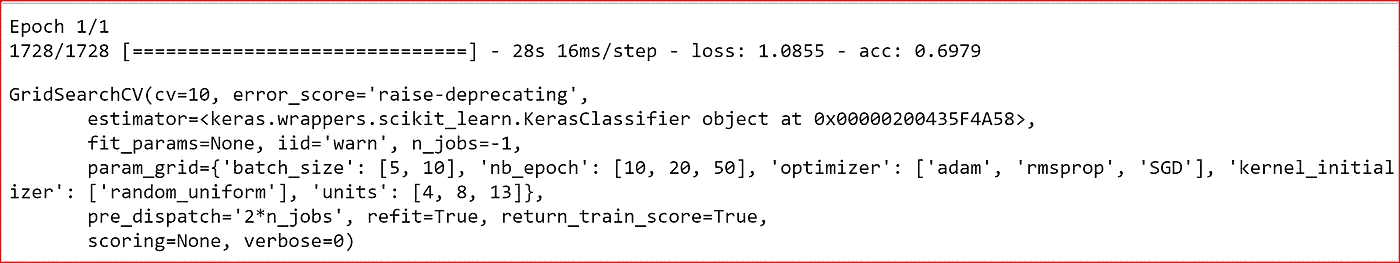 Epoch 1/1
1728/1728 [==============================] - 28s 16ms/step - loss: 1.0855 - acc: 0.6979
GridSearchCV(cv=10, error_score='raise-deprecating',
estimator=<keras.wrappers.scikit_learn.KerasClassifier object at 0x00000200435F4A58>,
fit_params=None, iid='warn', n_jobs=-1,
param_grid={'batch_size': [5, 10], 'nb_epoch': [10, 20, 50], 'optimizer': ['adam', 'rmsprop', 'SGD'], 'kernel_initial
izer': ['random_uniform'], 'units': [4, 8, 13]},
pre_dispatch='2*n_jobs', refit=True, return_train_score=True,
scoring=None, verbose=0)